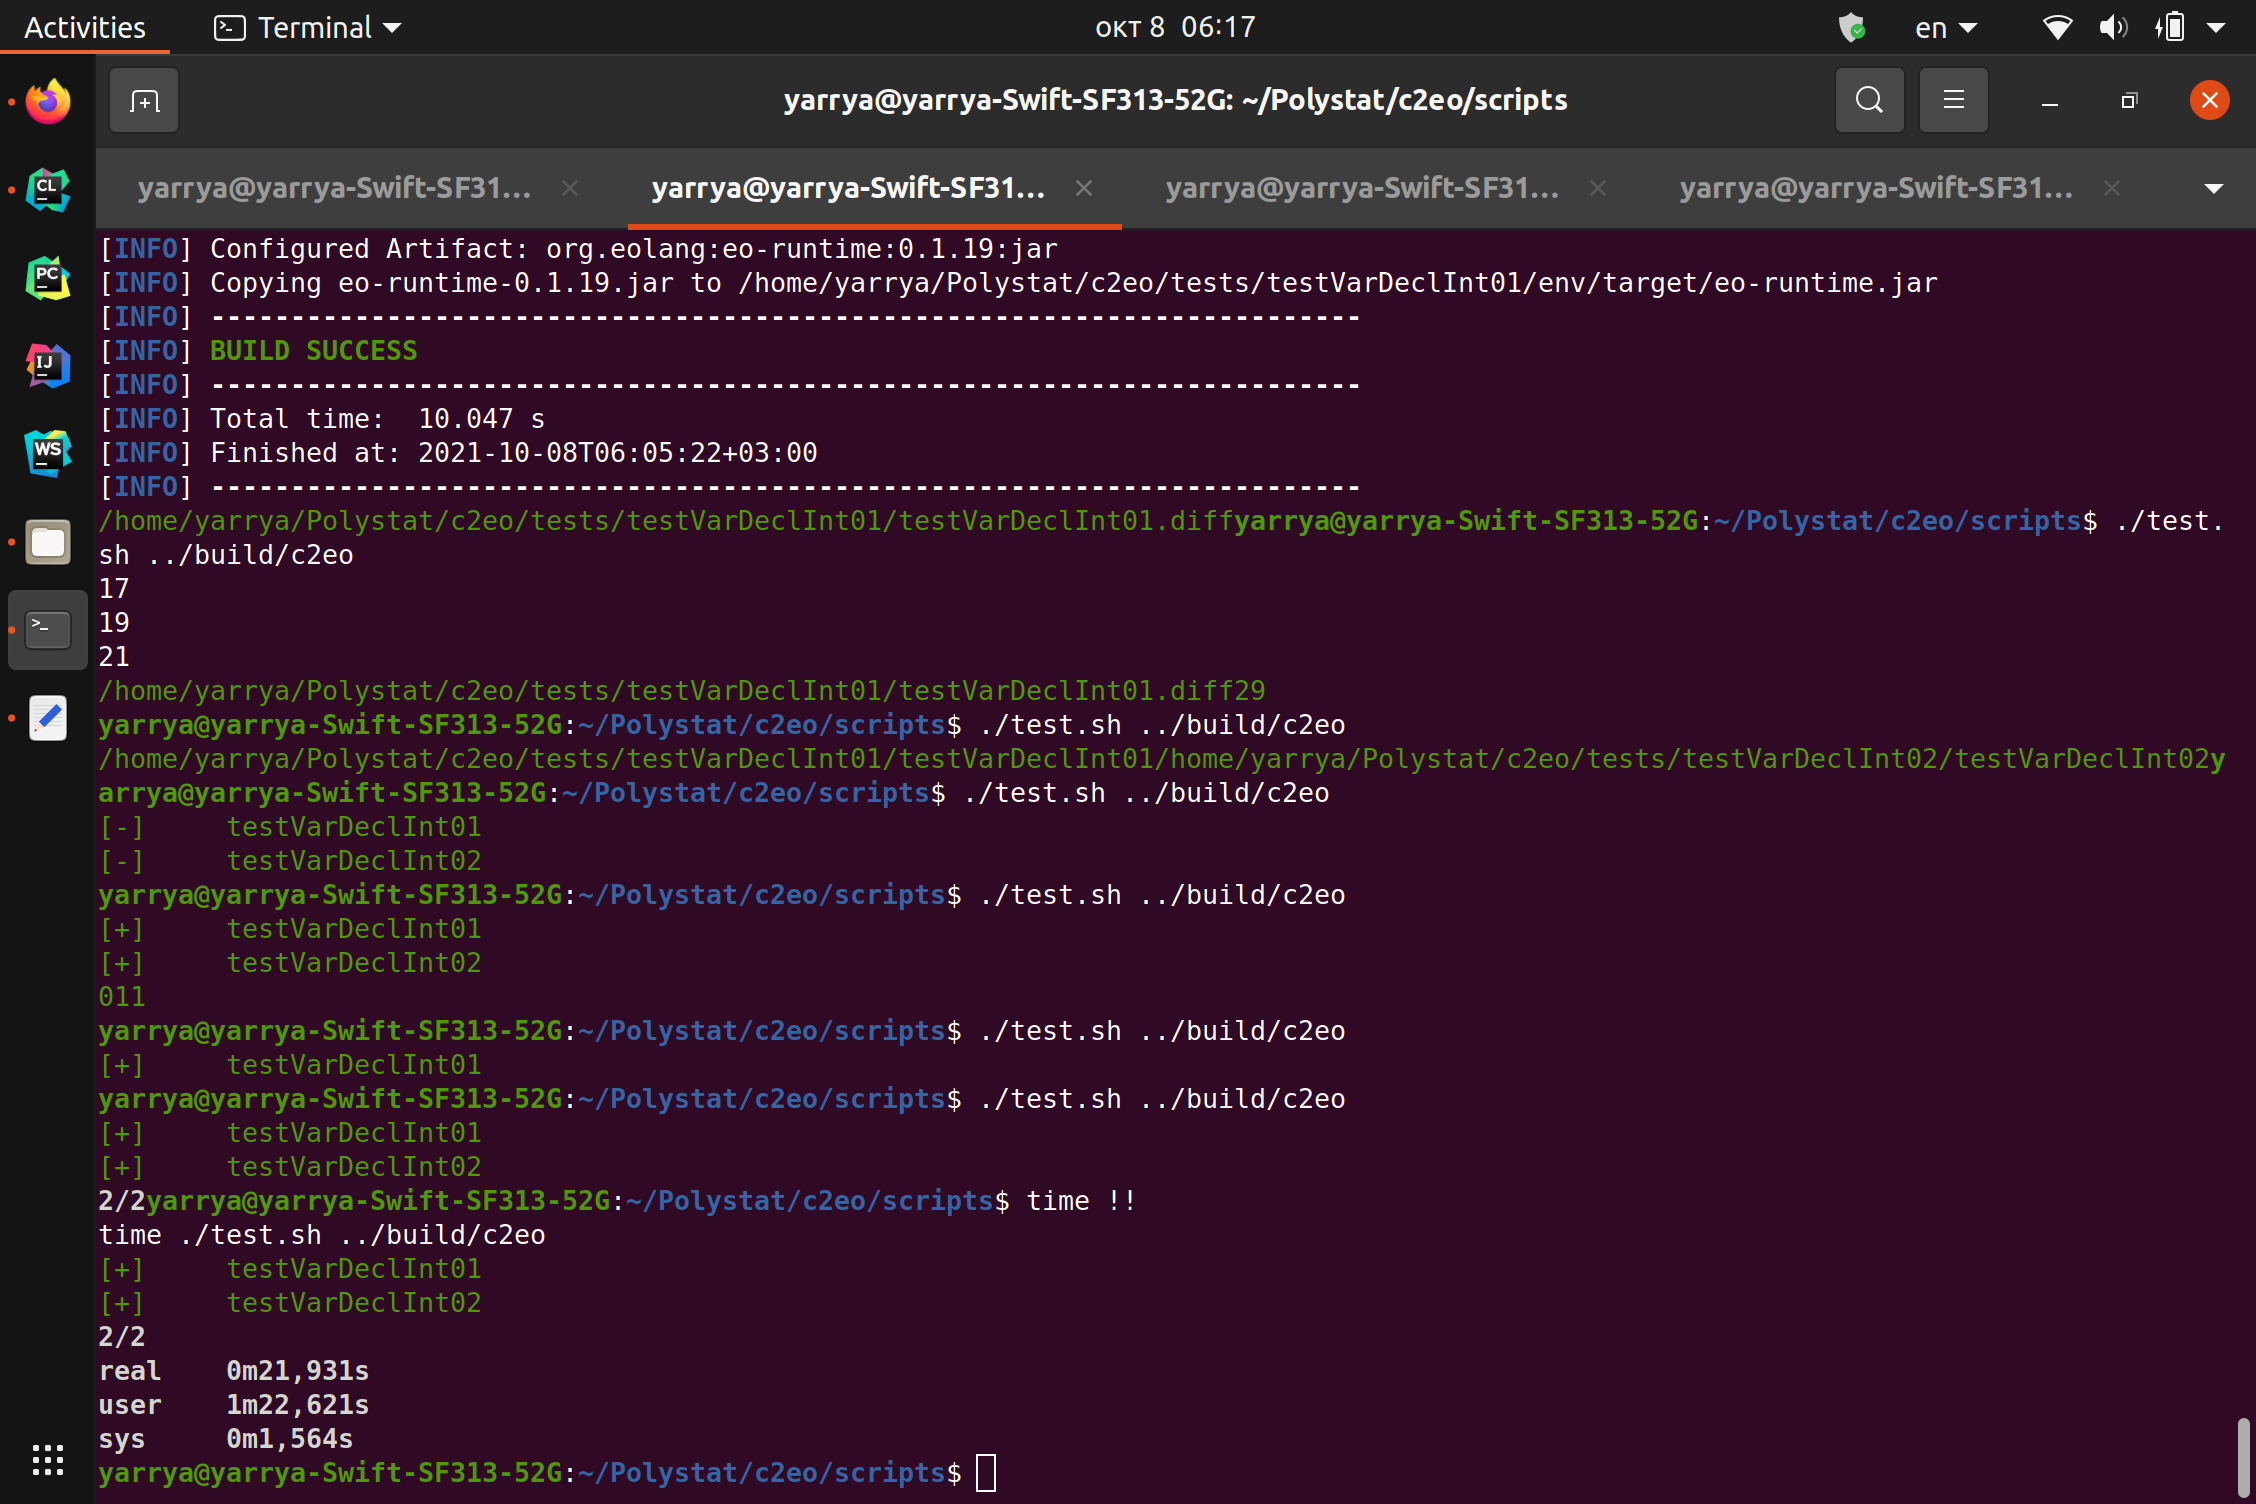 Activities Terminal окт 8 06:17 en
yarrya@yarrya-Swift-SF313-52G: ~/Polystat/c2eo/scripts
yarrya@yarrya-Swift-SF31... yarrya@yarrya-Swift-SF31... yarrya@yarrya-Swift-SF31... yarrya@yarrya-Swift-SF31...
CL
PC
IJ
WS
[INFO] Configured Artifact: org.eolang:eo-runtime:0.1.19:jar
[INFO] Copying eo-runtime-0.1.19.jar to /home/yarrya/Polystat/c2eo/tests/testVarDeclInt01/env/target/eo-runtime.jar
[INFO] ------------------------------------------------------------------------
[INFO] BUILD SUCCESS
[INFO] ------------------------------------------------------------------------
[INFO] Total time:  10.047 s
[INFO] Finished at: 2021-10-08T06:05:22+03:00
[INFO] ------------------------------------------------------------------------
/home/yarrya/Polystat/c2eo/tests/testVarDeclInt01/testVarDeclInt01.diffyarrya@yarrya-Swift-SF313-52G:~/Polystat/c2eo/scripts$ ./test.
sh ../build/c2eo
17
19
21
/home/yarrya/Polystat/c2eo/tests/testVarDeclInt01/testVarDeclInt01.diff29
yarrya@yarrya-Swift-SF313-52G:~/Polystat/c2eo/scripts$ ./test.sh ../build/c2eo
/home/yarrya/Polystat/c2eo/tests/testVarDeclInt01/testVarDeclInt01/home/yarrya/Polystat/c2eo/tests/testVarDeclInt02/testVarDeclInt02y
arrya@yarrya-Swift-SF313-52G:~/Polystat/c2eo/scripts$ ./test.sh ../build/c2eo
[-]     testVarDeclInt01
[-]     testVarDeclInt02
yarrya@yarrya-Swift-SF313-52G:~/Polystat/c2eo/scripts$ ./test.sh ../build/c2eo
[+]     testVarDeclInt01
[+]     testVarDeclInt02
011
yarrya@yarrya-Swift-SF313-52G:~/Polystat/c2eo/scripts$ ./test.sh ../build/c2eo
[+]     testVarDeclInt01
yarrya@yarrya-Swift-SF313-52G:~/Polystat/c2eo/scripts$ ./test.sh ../build/c2eo
[+]     testVarDeclInt01
[+]     testVarDeclInt02
2/2yarrya@yarrya-Swift-SF313-52G:~/Polystat/c2eo/scripts$ time !!
time ./test.sh ../build/c2eo
[+]     testVarDeclInt01
[+]     testVarDeclInt02
2/2
real    0m21,931s
user    1m22,621s
sys     0m1,564s
yarrya@yarrya-Swift-SF313-52G:~/Polystat/c2eo/scripts$